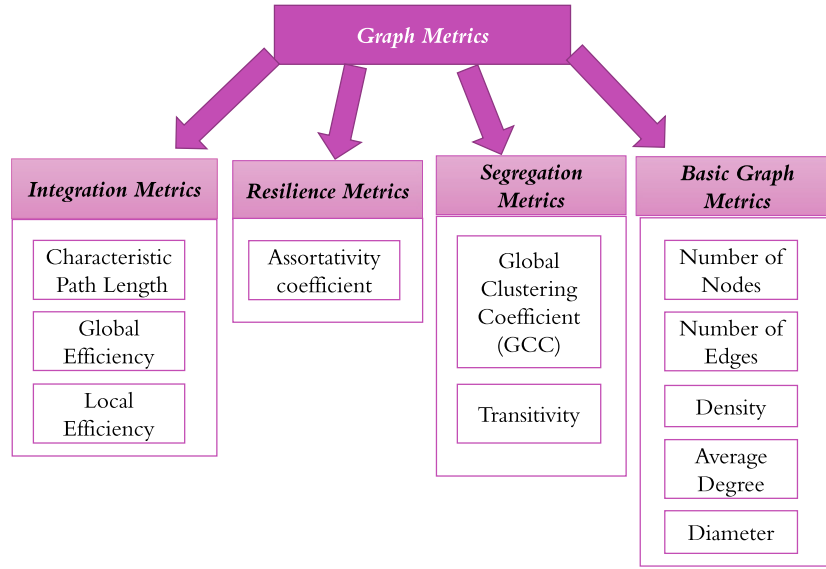 Graph Metrics
Integration Metrics
Characteristic
Path Length
Global
Efficiency
Local
Efficiency
Resilience Metrics
Assortativity
coefficient
Segregation
Metrics
Global
Clustering
Coefficient
(GCC)
Transitivity
Basic Graph
Metrics
Number of
Nodes
Number of
Edges
Density
Average
Degree
Diameter